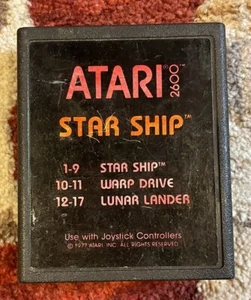 ATARI 2600
STAR SHIP™
1-9 STAR SHIP™
10-11 WARP DRIVE
12-17 LUNAR LANDER
Use with Joystick Controllers
© 1977 ATARI, INC. ALL RIGHTS RESERVED